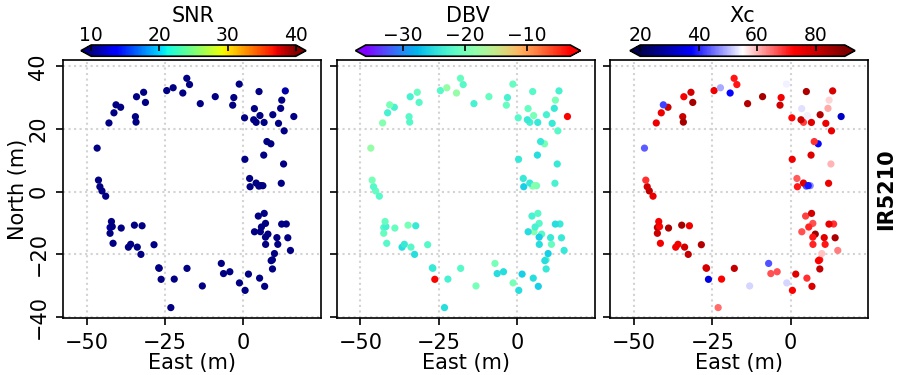 SNR DBV Xc
10 20 30 40 −30 −20 −10 20 40 60 80
North (m)
40
20
0
−20
−40
IR5210
−50 −25 0 −50 −25 0 −50 −25 0
East (m) East (m) East (m)